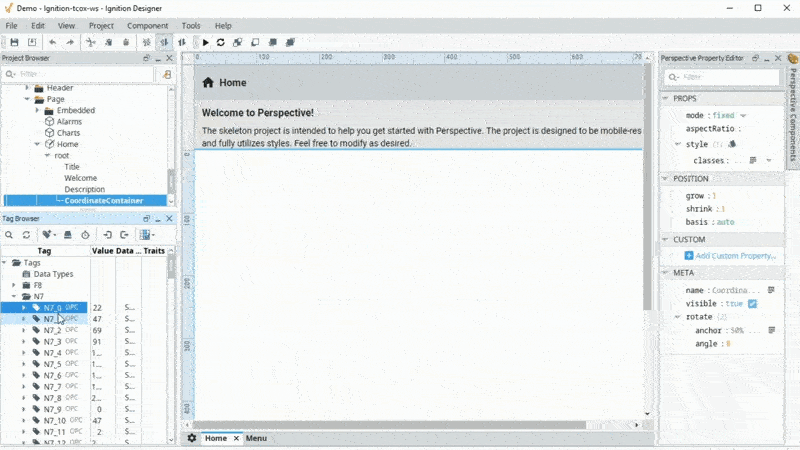 Demo - Ignition-tcox-ws - Ignition Designer
File Edit View Project Component Tools Help
Project Browser
Filter
Header
Page
Embedded
Alarms
Charts
Home
root
Title
Welcome
Description
CoordinateContainer
Tag Browser
Tag Value Data ... Traits
Tags
Data Types
F8
N7
N7_0 OPC 22 S...
N7_ OPC 47 S...
N7_2 OPC 69 S...
N7_3 OPC 91 S...
N7_4 OPC 1... S...
N7_5 OPC 1... S...
N7_6 OPC 1... S...
N7_7 OPC 1... S...
N7_8 OPC 2... S...
N7_9 OPC 0 S...
N7_10 OPC 47 S...
N7_11 OPC 2 S...
N7_12 OPC
0 100 200 300 400 500 600
0
100
200
300
400
Home
Welcome to Perspective!
The skeleton project is intended to help you get started with Perspective. The project is designed to be mobile-res
and fully utilizes styles. Feel free to modify as desired.
Home Menu
Perspective Property Editor
Filter
PROPS
mode : fixed
aspectRatio :
style
classes :
POSITION
grow : 1
shrink : 1
basis : auto
CUSTOM
Add Custom Property...
META
name : Coordina...
visible : true
rotate
anchor : 50% ...
angle : 0
Perspective Components